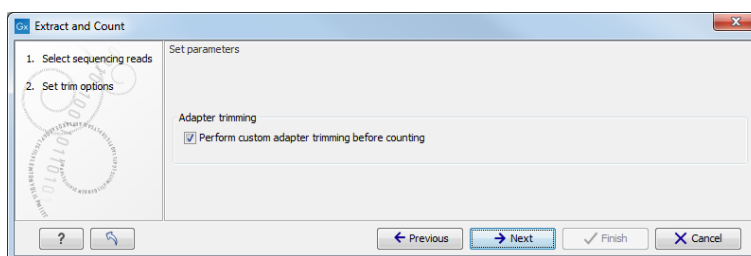 Gx Extract and Count
X
1. Select sequencing reads
2. Set trim options
Set parameters
Adapter trimming
Perform custom adapter trimming before counting
?
Previous
Next
Finish
Cancel